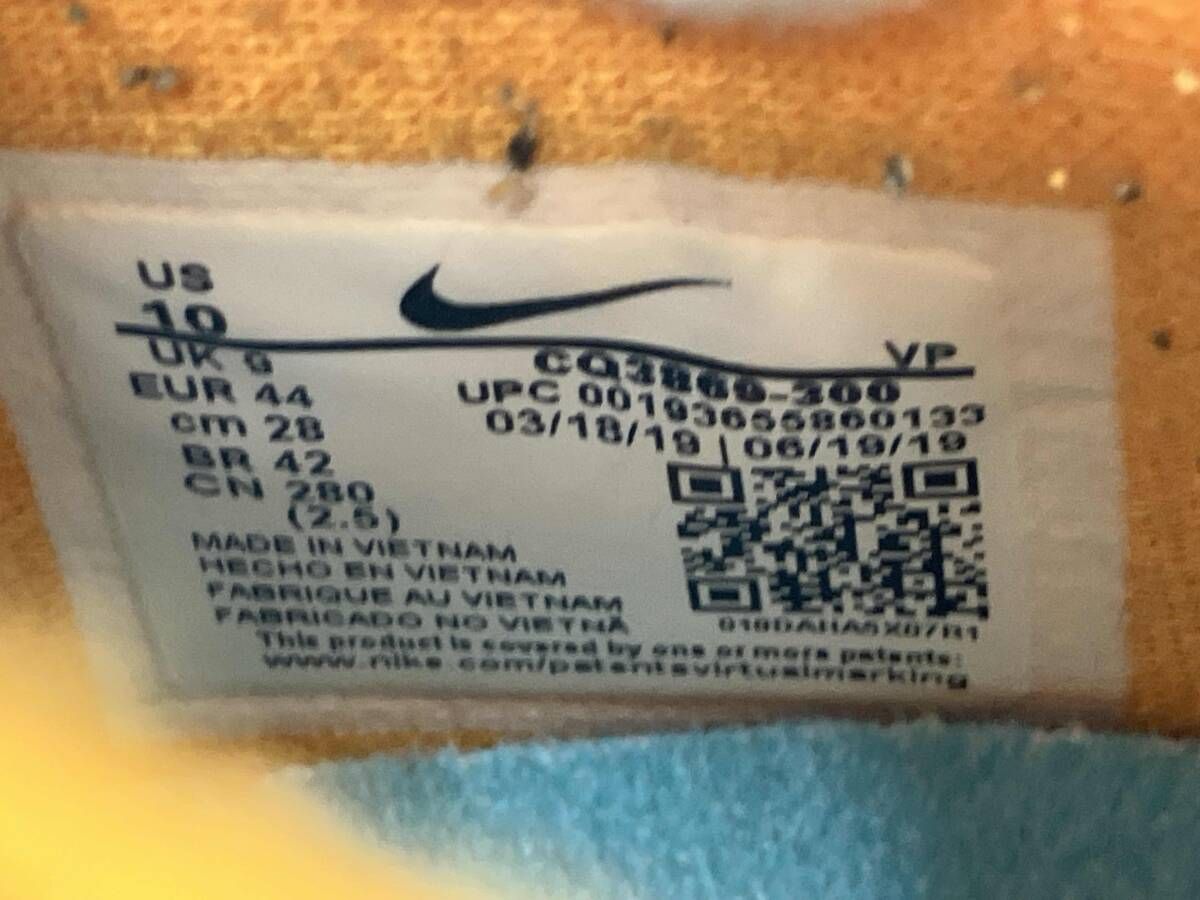 US
10
UK 9
EUR 44
cm 28
BR 42
CN 280
(2.5)
VP
CQ3869-300
UPC 00193655860133
03/18/19 | 06/19/19
MADE IN VIETNAM
HECHO EN VIETNAM
FABRIQUE AU VIETNAM
FABRICADO NO VIETNÃ
This product is covered by one or more patents:
www.nike.com/patentsvirtualmarking